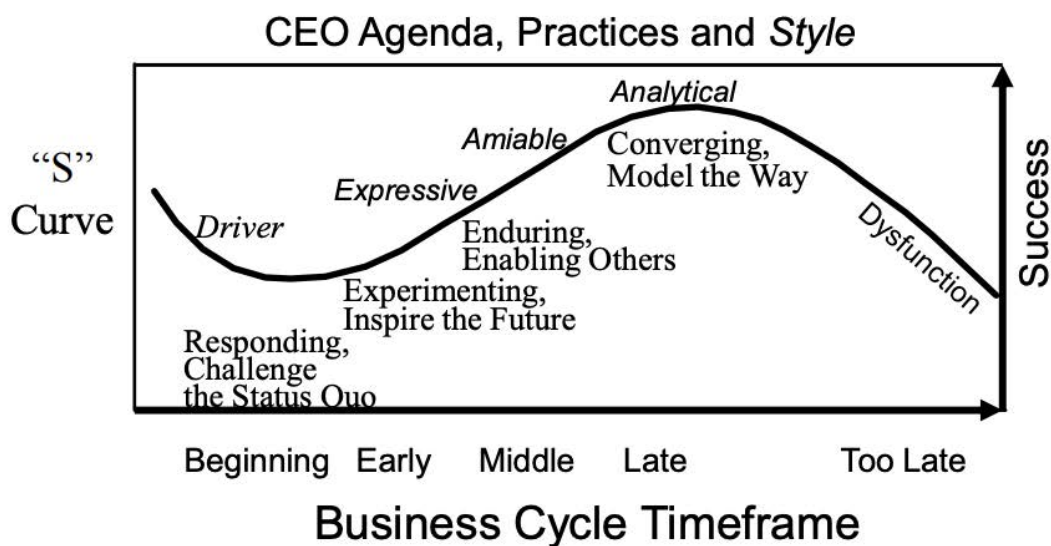 CEO Agenda, Practices and Style
“S”
Curve
Driver
Expressive
Amiable
Analytical
Converging,
Model the Way
Enduring,
Enabling Others
Experimenting,
Inspire the Future
Responding,
Challenge
the Status Quo
Dysfunction
Success
Beginning Early Middle Late Too Late
Business Cycle Timeframe